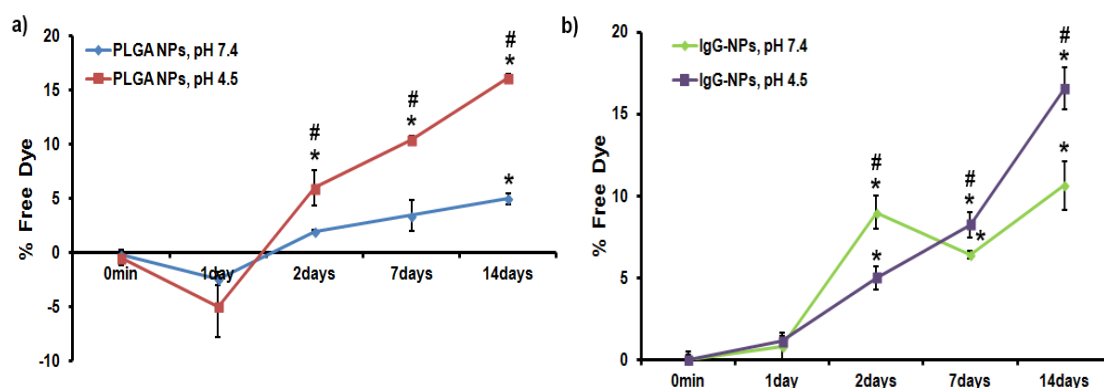 a)
% Free Dye
20
15
10
5
0
-5
-10
PLGA NPs, pH 7.4
PLGA NPs, pH 4.5
#
*
#
*
#
*
*
0min 1day 2days 7days 14days
b)
% Free Dye
20
15
10
5
0
IgG-NPs, pH 7.4
IgG-NPs, pH 4.5
#
*
*
#
*
*
#
*
*
0min 1day 2days 7days 14days